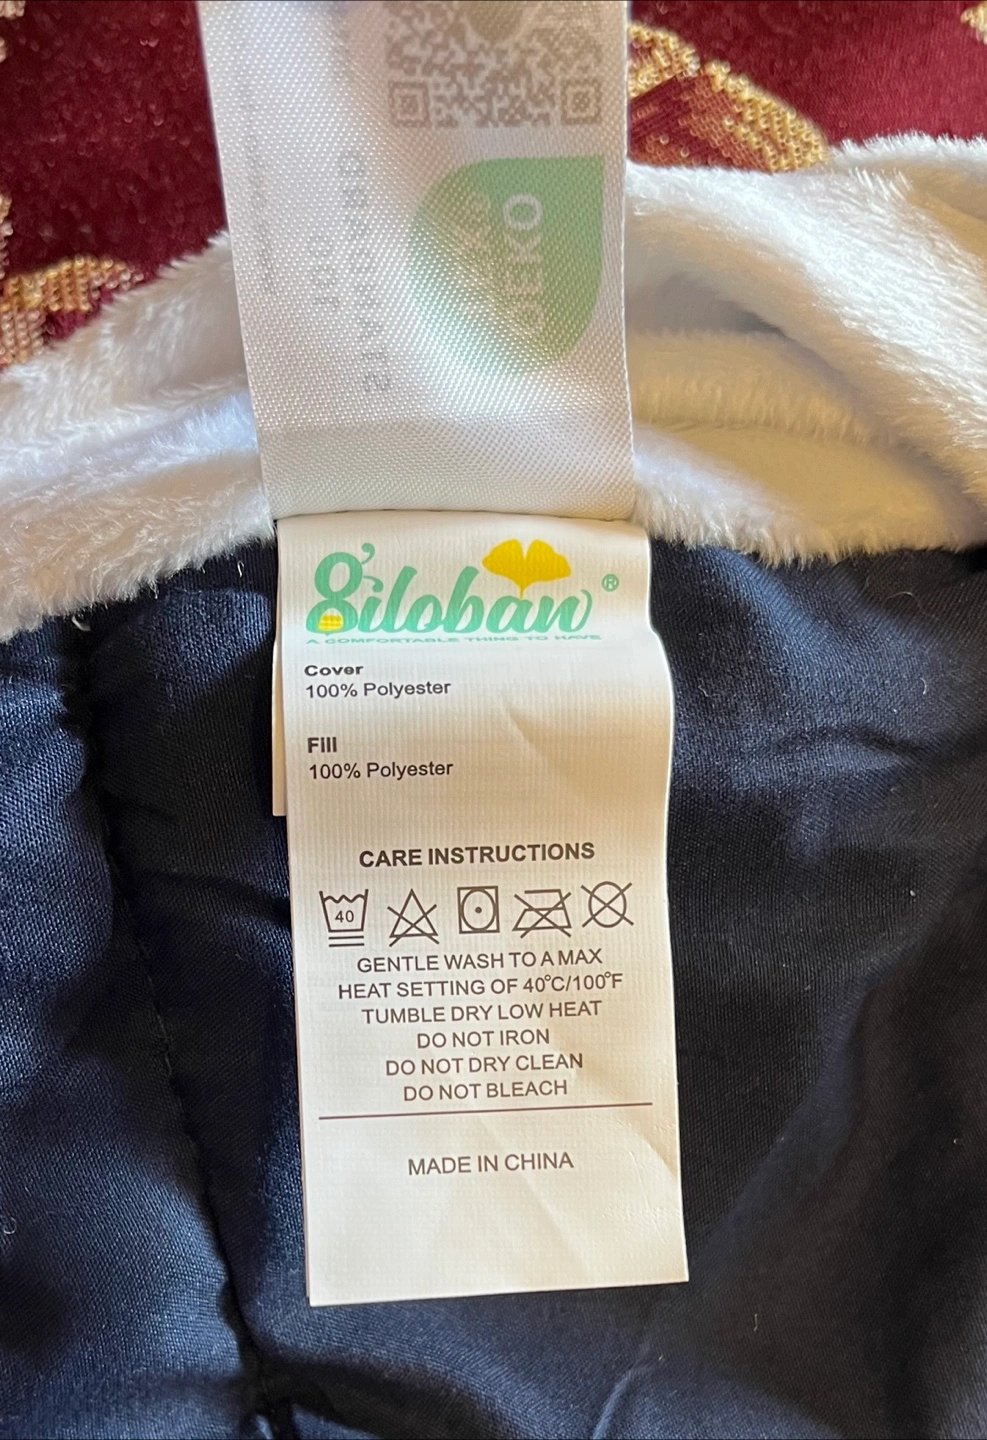 OEKO
8iloban®
A COMFORTABLE THING TO HAVE
Cover
100% Polyester
Fill
100% Polyester
CARE INSTRUCTIONS
40
GENTLE WASH TO A MAX
HEAT SETTING OF 40°C/100°F
TUMBLE DRY LOW HEAT
DO NOT IRON
DO NOT DRY CLEAN
DO NOT BLEACH
MADE IN CHINA